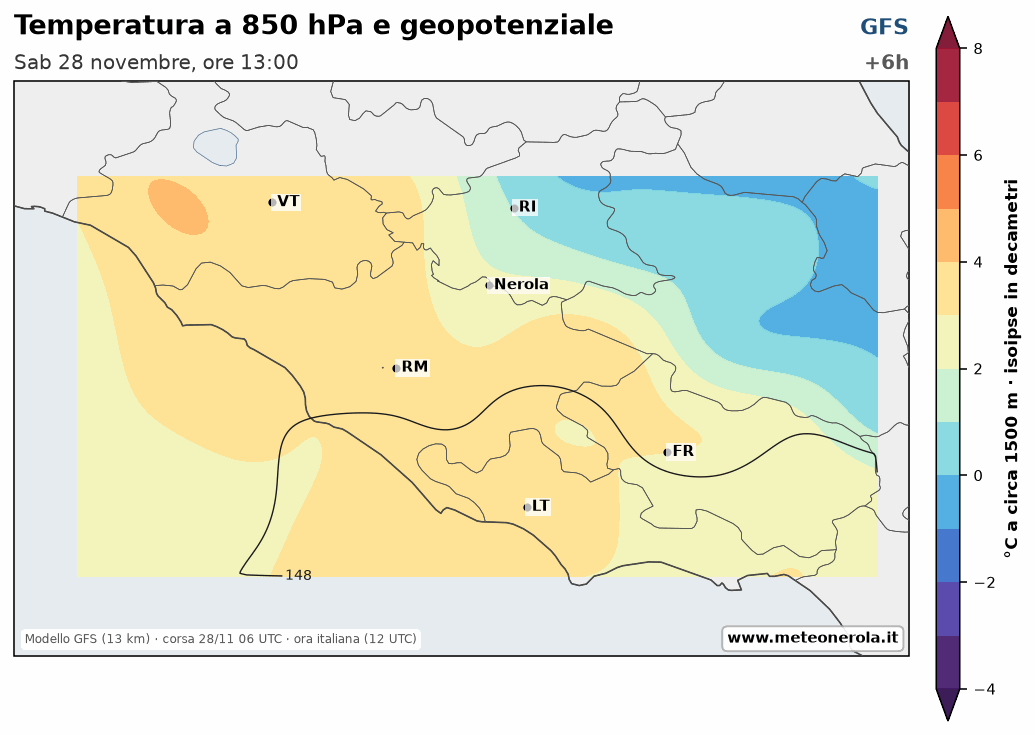 Temperatura a 850 hPa e geopotenziale
GFS
Sab 28 novembre, ore 13:00
+6h
VT
RI
Nerola
RM
FR
LT
148
Modello GFS (13 km) · corsa 28/11 06 UTC · ora italiana (12 UTC)
www.meteonerola.it
8
6
4
2
0
−2
−4
°C a circa 1500 m · isoipse in decametri